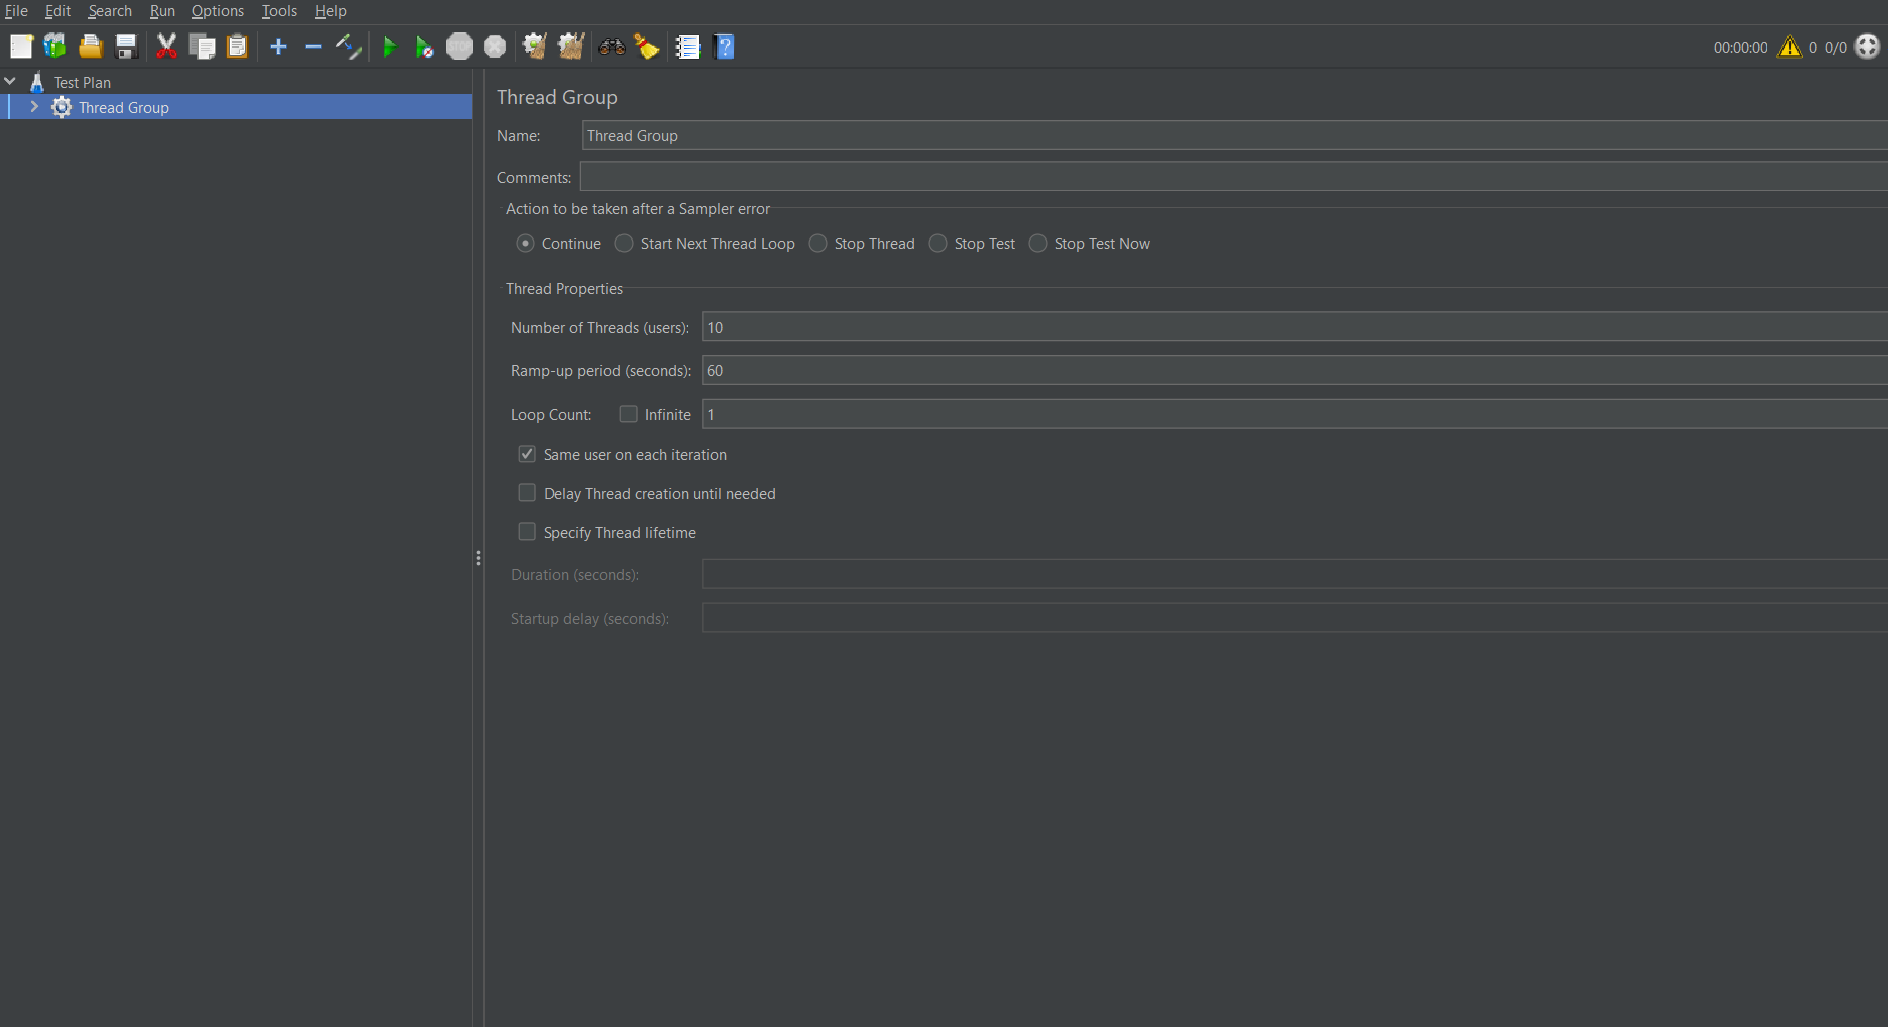 File Edit Search Run Options Tools Help
STOP
00:00:00 0 0/0
Test Plan
Thread Group
Thread Group
Name: Thread Group
Comments:
Action to be taken after a Sampler error
Continue Start Next Thread Loop Stop Thread Stop Test Stop Test Now
Thread Properties
Number of Threads (users): 10
Ramp-up period (seconds): 60
Loop Count: Infinite 1
Same user on each iteration
Delay Thread creation until needed
Specify Thread lifetime
Duration (seconds):
Startup delay (seconds):